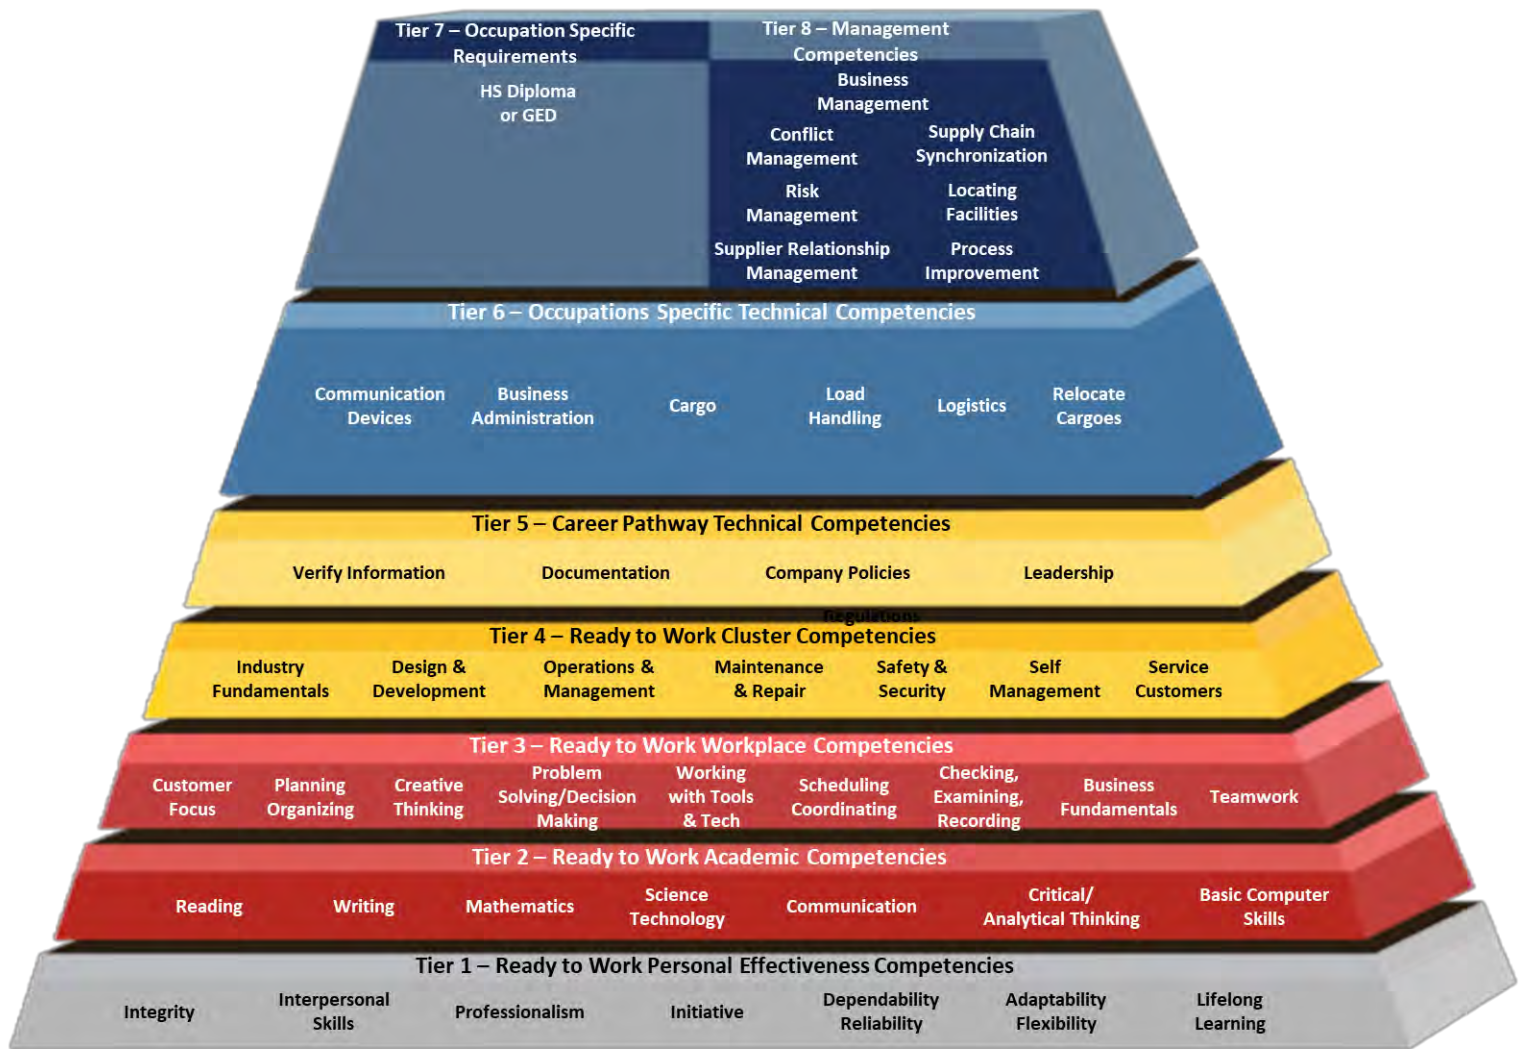 Tier 7 – Occupation Specific
Requirements
HS Diploma
or GED
Tier 8 – Management
Competencies
Business
Management
Conflict
Management
Supply Chain
Synchronization
Risk
Management
Locating
Facilities
Supplier Relationship
Management
Process
Improvement
Tier 6 – Occupations Specific Technical Competencies
Communication
Devices
Business
Administration
Cargo
Load
Handling
Logistics
Relocate
Cargoes
Tier 5 – Career Pathway Technical Competencies
Verify Information
Documentation
Company Policies
Leadership
Regulations
Tier 4 – Ready to Work Cluster Competencies
Industry
Fundamentals
Design &
Development
Operations &
Management
Maintenance
& Repair
Safety &
Security
Self
Management
Service
Customers
Tier 3 – Ready to Work Workplace Competencies
Customer
Focus
Planning
Organizing
Creative
Thinking
Problem
Solving/Decision
Making
Working
with Tools
& Tech
Scheduling
Coordinating
Checking,
Examining,
Recording
Business
Fundamentals
Teamwork
Tier 2 – Ready to Work Academic Competencies
Reading
Writing
Mathematics
Science
Technology
Communication
Critical/
Analytical Thinking
Basic Computer
Skills
Tier 1 – Ready to Work Personal Effectiveness Competencies
Integrity
Interpersonal
Skills
Professionalism
Initiative
Dependability
Reliability
Adaptability
Flexibility
Lifelong
Learning